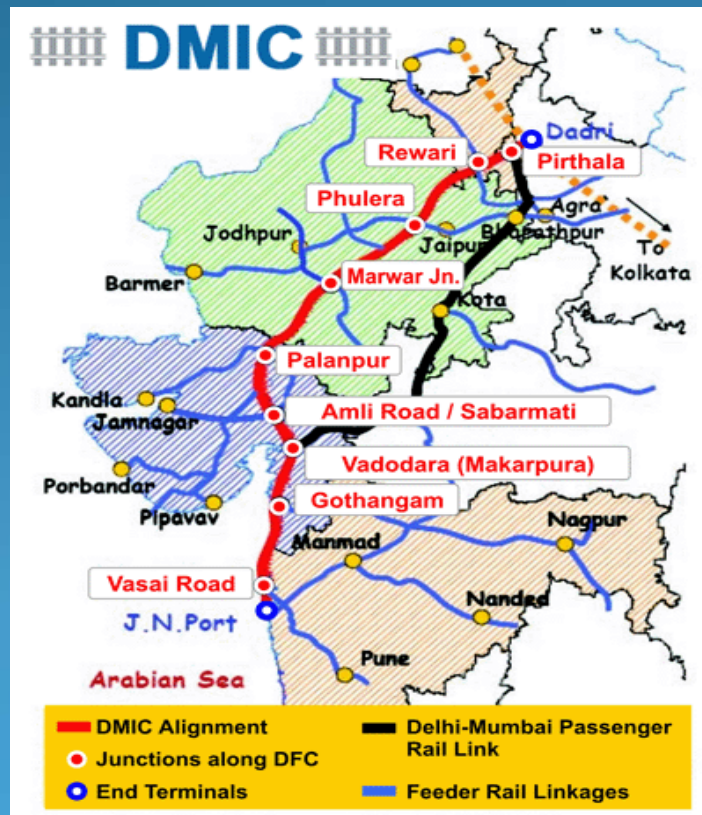 DMIC
Dadri
Rewari
Pirthala
Phulera
Agra
Jodhpur
Jaipur
Bharathpur
To
Kolkata
Barmer
Marwar Jn.
Kota
Palanpur
Kandla
Jamnagar
Amli Road / Sabarmati
Vadodara (Makarpura)
Porbandar
Pipavav
Gothangam
Nagpur
Manmad
Vasai Road
Nanded
J.N.Port
Pune
Arabian Sea
DMIC Alignment
Junctions along DFC
End Terminals
Delhi-Mumbai Passenger
Rail Link
Feeder Rail Linkages